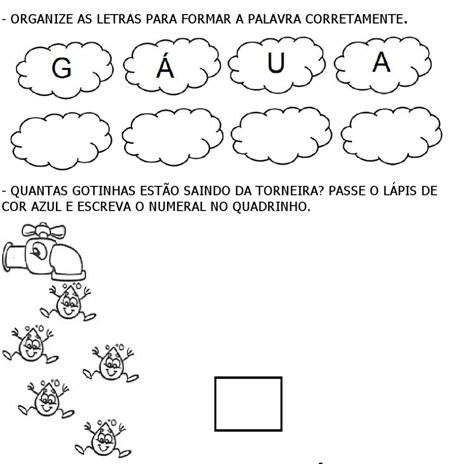 - ORGANIZE AS LETRAS PARA FORMAR A PALAVRA CORRETAMENTE.
G Á U A
- QUANTAS GOTINHAS ESTÃO SAINDO DA TORNEIRA? PASSE O LÁPIS DE
COR AZUL E ESCREVA O NUMERAL NO QUADRINHO.